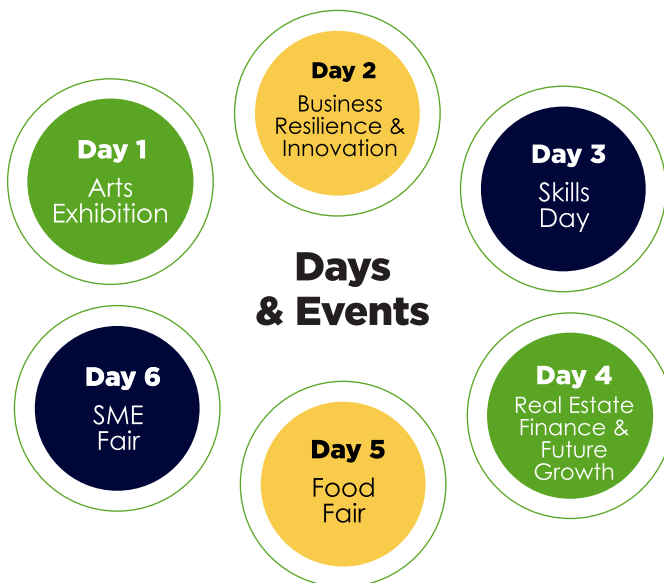 Day 1
Arts
Exhibition
Day 2
Business
Resilience &
Innovation
Day 3
Skills
Day
Days
& Events
Day 4
Real Estate
Finance &
Future
Growth
Day 5
Food
Fair
Day 6
SME
Fair